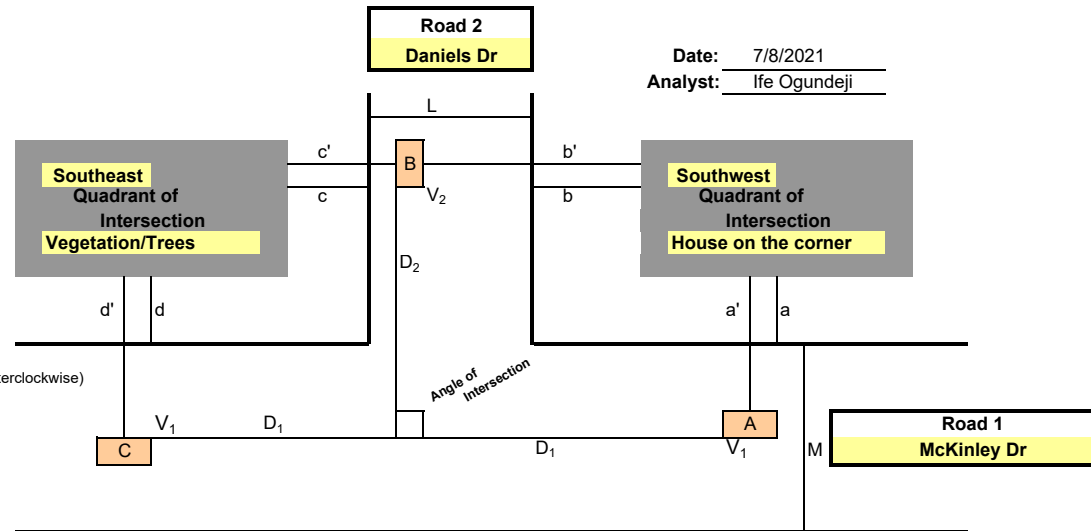 Road 2
Daniels Dr
Date: 7/8/2021
Analyst: Ife Ogundeji
L
c' B b'
Southeast
Quadrant of
Intersection
Vegetation/Trees
c V2 b
Southwest
Quadrant of
Intersection
House on the corner
D2
d' d a' a
terclockwise)
Angle of
Intersection
V1 D1 A
C D1 V1 M
Road 1
McKinley Dr